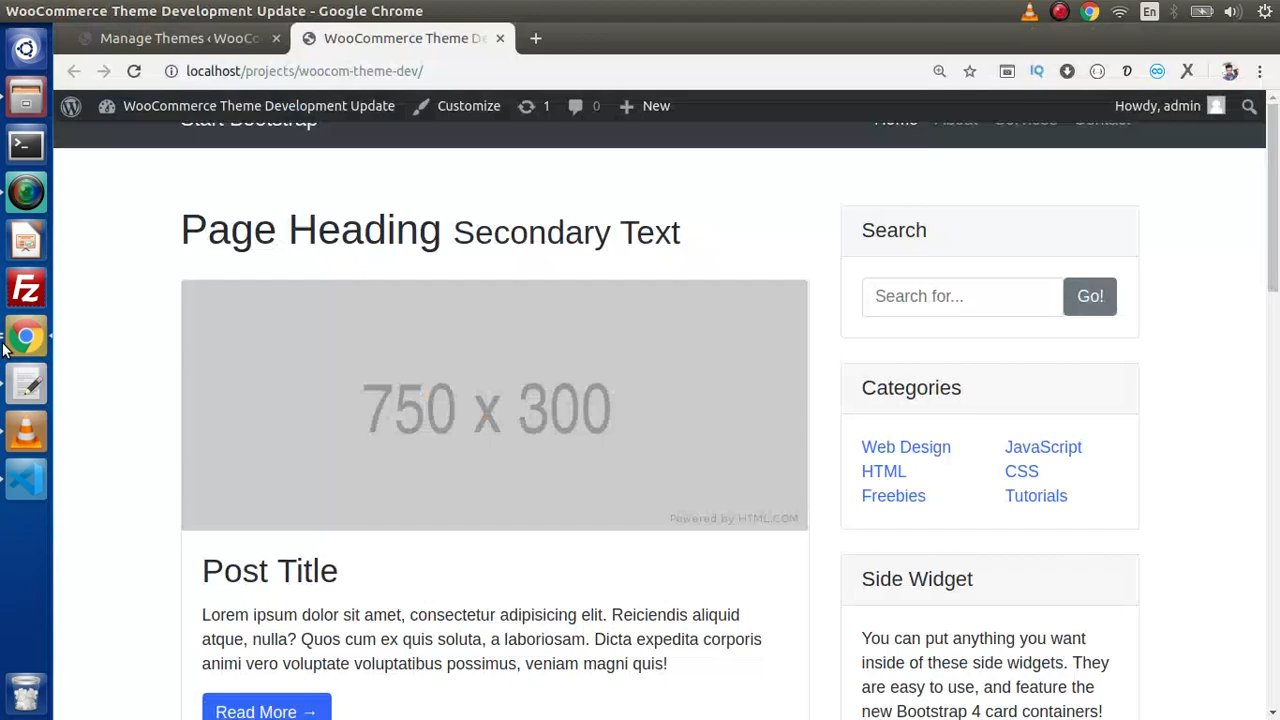 WooCommerce Theme Development Update - Google Chrome
En
Manage Themes ‹ WooCo
WooCommerce Theme De
localhost/projects/woocom-theme-dev/
IQ
WooCommerce Theme Development Update
Customize
1
0
New
Howdy, admin
Start Bootstrap
Home
About
Services
Contact
Page Heading Secondary Text
750 x 300
Powered by HTML.COM
Post Title
Lorem ipsum dolor sit amet, consectetur adipisicing elit. Reiciendis aliquid
atque, nulla? Quos cum ex quis soluta, a laboriosam. Dicta expedita corporis
animi vero voluptate voluptatibus possimus, veniam magni quis!
Read More →
Search
Search for...
Go!
Categories
Web Design
JavaScript
HTML
CSS
Freebies
Tutorials
Side Widget
You can put anything you want
inside of these side widgets. They
are easy to use, and feature the
new Bootstrap 4 card containers!